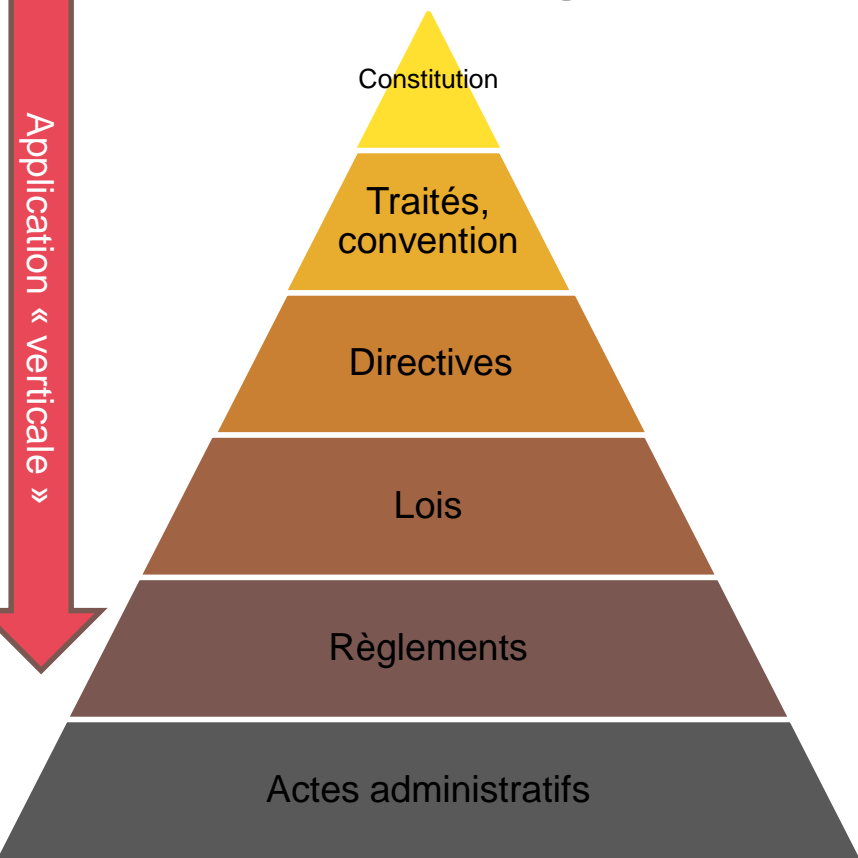 Constitution
Traités,
convention
Directives
Lois
Règlements
Actes administratifs
Application « verticale »